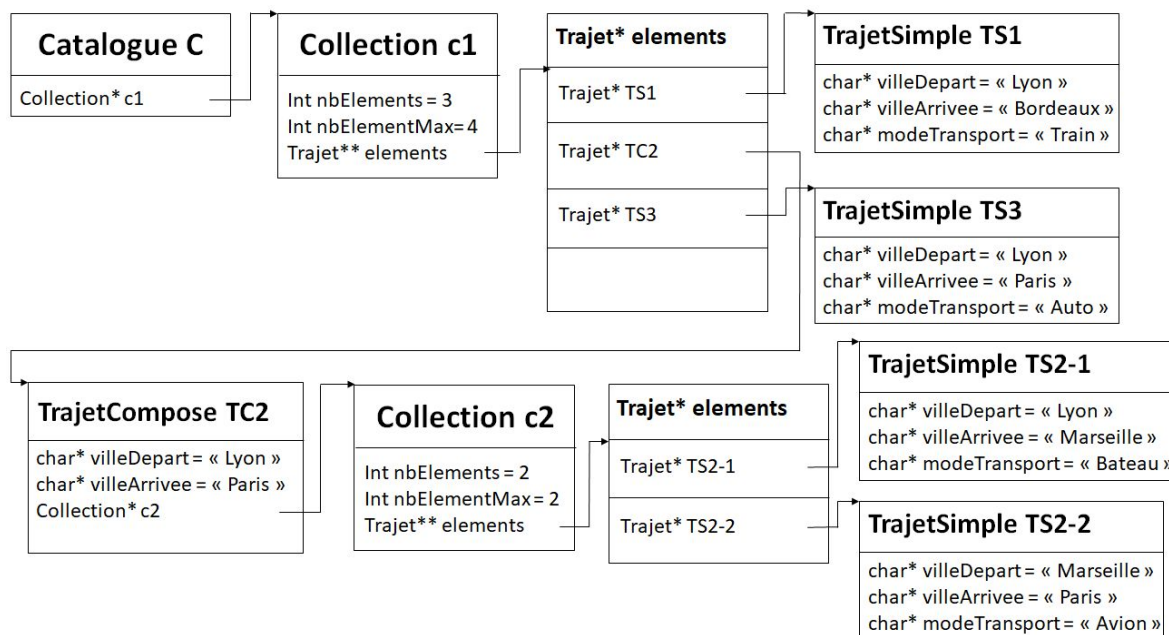 Catalogue C
Collection* c1
Collection c1
Int nbElements = 3
Int nbElementMax= 4
Trajet** elements
Trajet* elements
Trajet* TS1
Trajet* TC2
Trajet* TS3
TrajetSimple TS1
char* villeDepart = « Lyon »
char* villeArrivee = « Bordeaux »
char* modeTransport = « Train »
TrajetSimple TS3
char* villeDepart = « Lyon »
char* villeArrivee = « Paris »
char* modeTransport = « Auto »
TrajetCompose TC2
char* villeDepart = « Lyon »
char* villeArrivee = « Paris »
Collection* c2
Collection c2
Int nbElements = 2
Int nbElementMax = 2
Trajet** elements
Trajet* elements
Trajet* TS2-1
Trajet* TS2-2
TrajetSimple TS2-1
char* villeDepart = « Lyon »
char* villeArrivee = « Marseille »
char* modeTransport = « Bateau »
TrajetSimple TS2-2
char* villeDepart = « Marseille »
char* villeArrivee = « Paris »
char* modeTransport = « Avion »